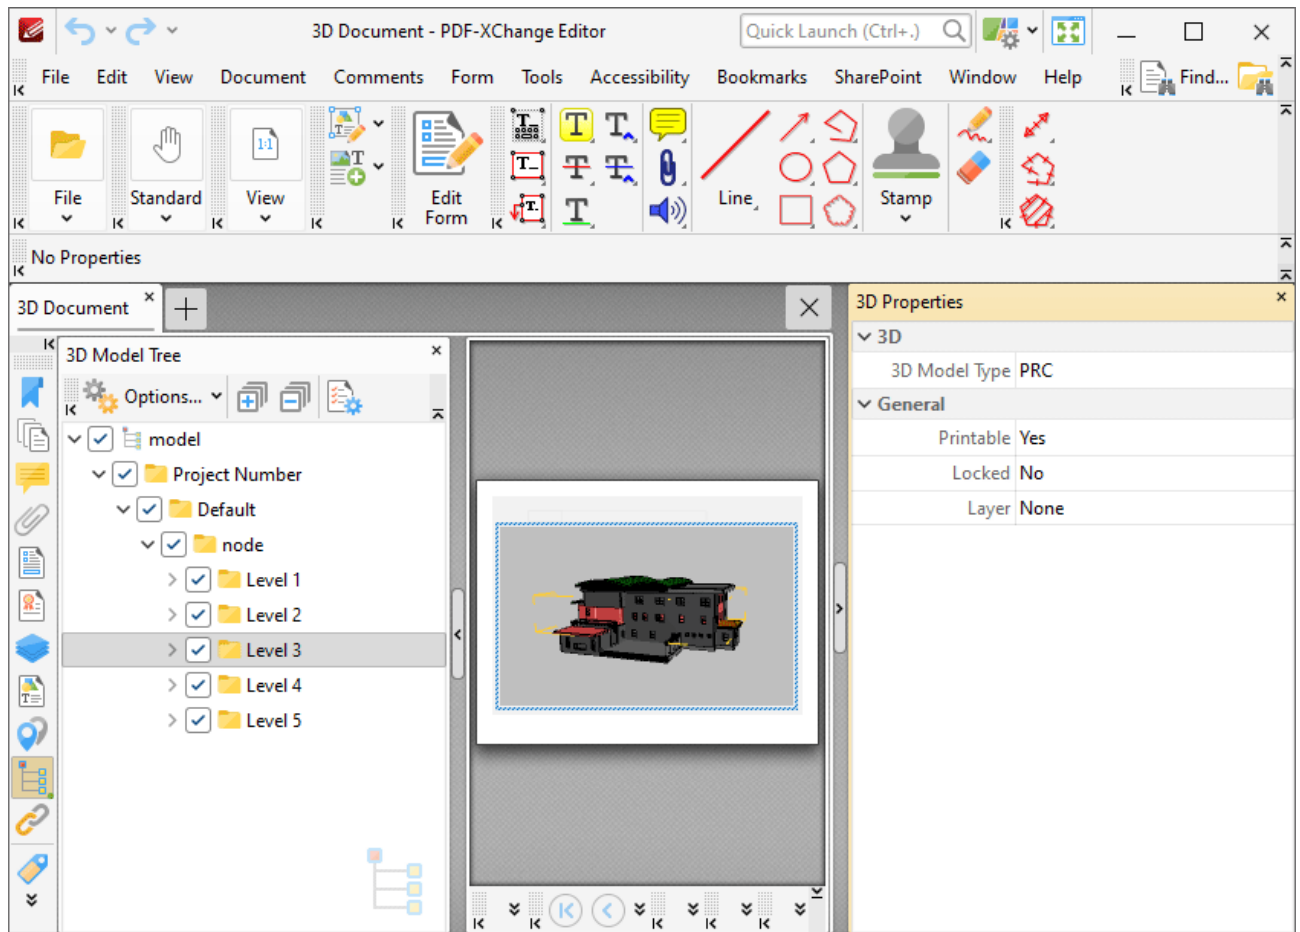 3D Document - PDF-XChange Editor
Quick Launch (Ctrl+.)
File Edit View Document Comments Form Tools Accessibility Bookmarks SharePoint Window Help
Find...
1:1
File
Standard
View
Edit
Form
Line
Stamp
No Properties
3D Document
3D Model Tree
Options...
model
Project Number
Default
node
Level 1
Level 2
Level 3
Level 4
Level 5
3D Properties
3D
3D Model Type PRC
General
Printable Yes
Locked No
Layer None